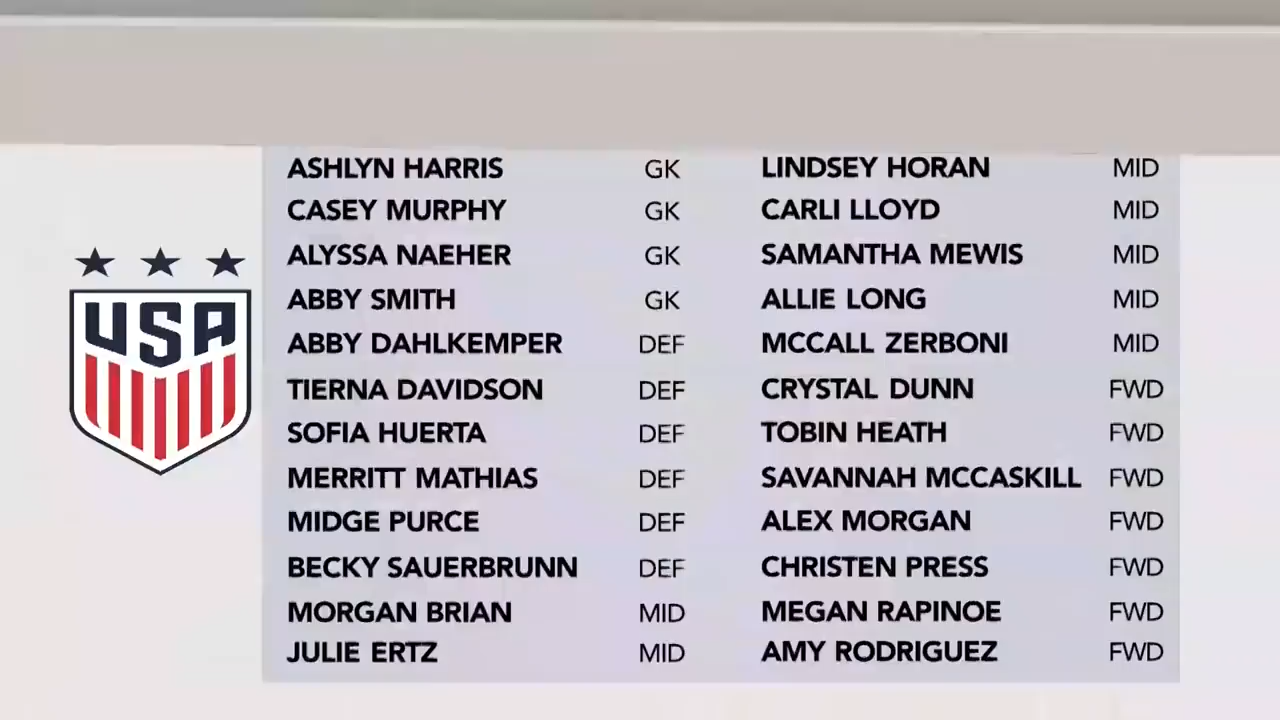 USA
ASHLYN HARRIS GK
CASEY MURPHY GK
ALYSSA NAEHER GK
ABBY SMITH GK
ABBY DAHLKEMPER DEF
TIERNA DAVIDSON DEF
SOFIA HUERTA DEF
MERRITT MATHIAS DEF
MIDGE PURCE DEF
BECKY SAUERBRUNN DEF
MORGAN BRIAN MID
JULIE ERTZ MID
LINDSEY HORAN MID
CARLI LLOYD MID
SAMANTHA MEWIS MID
ALLIE LONG MID
MCCALL ZERBONI MID
CRYSTAL DUNN FWD
TOBIN HEATH FWD
SAVANNAH MCCASKILL FWD
ALEX MORGAN FWD
CHRISTEN PRESS FWD
MEGAN RAPINOE FWD
AMY RODRIGUEZ FWD